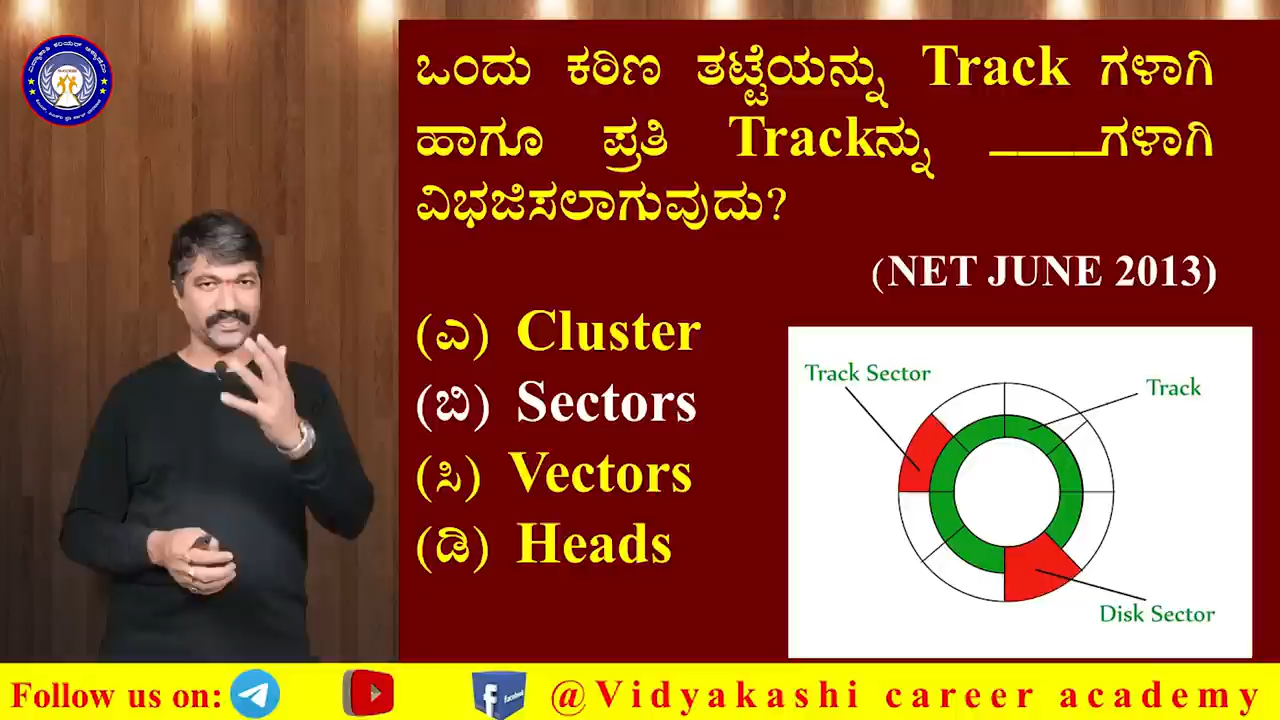 ಒಂದು ಕಠಿಣ ತಟ್ಟೆಯನ್ನು Track ಗಳಾಗಿ
ಹಾಗೂ ಪ್ರತಿ Trackನ್ನು ____ಗಳಾಗಿ
ವಿಭಜಿಸಲಾಗುವುದು?
(NET JUNE 2013)
(ಎ) Cluster
(ಬಿ) Sectors
(ಸಿ) Vectors
(ಡಿ) Heads
Track Sector
Track
Disk Sector
Follow us on:
@Vidyakashi career academy